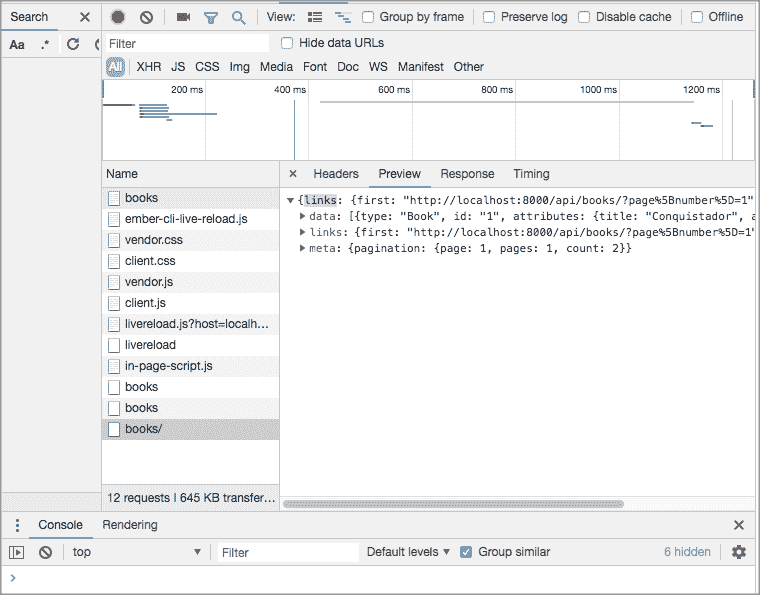 Search
View:
Group by frame
Preserve log
Disable cache
Offline
Aa
.*
Filter
Hide data URLs
All
XHR JS CSS Img Media Font Doc WS Manifest Other
200 ms 400 ms 600 ms 800 ms 1000 ms 1200 ms
Name
Headers Preview Response Timing
books
ember-cli-live-reload.js
vendor.css
client.css
vendor.js
client.js
livereload.js?host=localh…
livereload
in-page-script.js
books
books
books/
{links: {first: "http://localhost:8000/api/books/?page%5Bnumber%5D=1"
data: [{type: "Book", id: "1", attributes: {title: "Conquistador", a
links: {first: "http://localhost:8000/api/books/?page%5Bnumber%5D=1"
meta: {pagination: {page: 1, pages: 1, count: 2}}
12 requests | 645 KB transfer…
Console Rendering
top
Filter
Default levels
Group similar
6 hidden